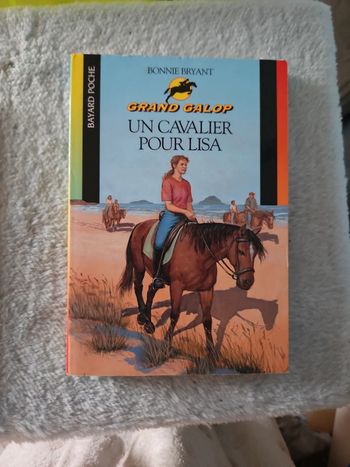 BONNIE BRYANT
GRAND GALOP
UN CAVALIER
POUR LISA
BAYARD POCHE